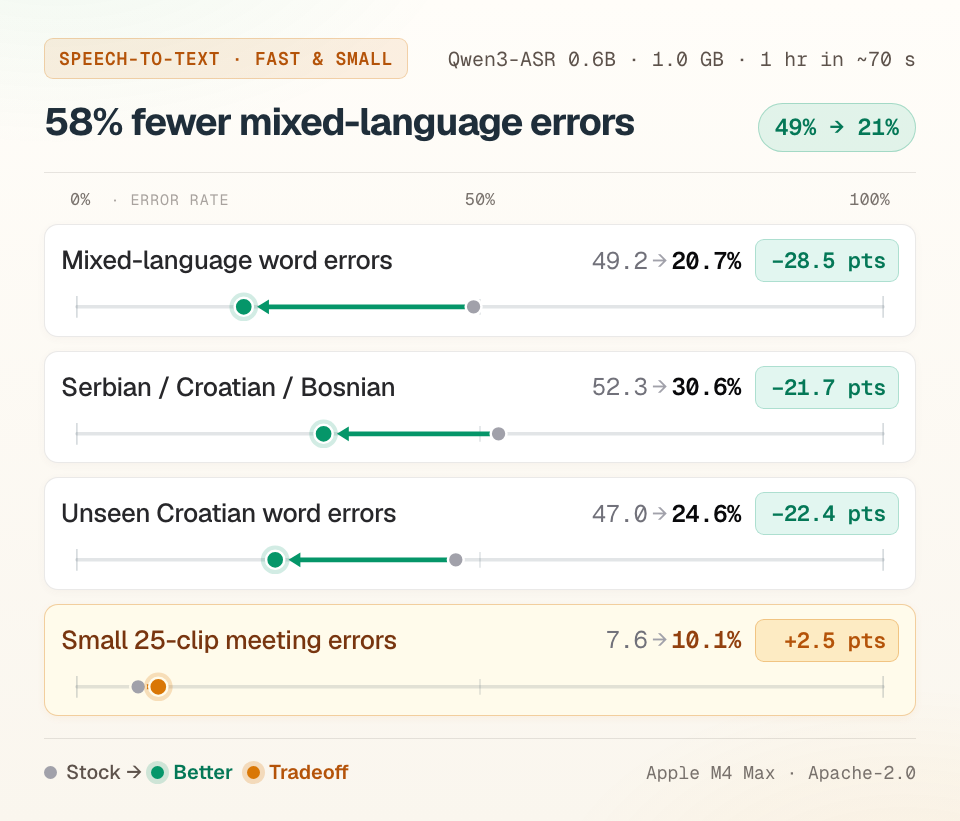 SPEECH-TO-TEXT · FAST & SMALL
Qwen3-ASR 0.6B · 1.0 GB · 1 hr in ~70 s
58% fewer mixed-language errors
49% → 21%
0% · ERROR RATE 50% 100%
Mixed-language word errors 49.2→20.7% −28.5 pts
Serbian / Croatian / Bosnian 52.3→30.6% −21.7 pts
Unseen Croatian word errors 47.0→24.6% −22.4 pts
Small 25-clip meeting errors 7.6→10.1% +2.5 pts
Stock → Better Tradeoff
Apple M4 Max · Apache-2.0